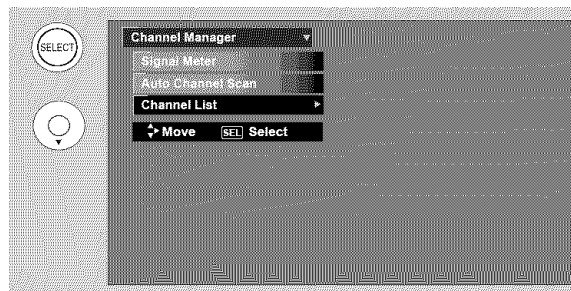 SELECT
Channel Manager
Signal Meter
Auto Channel Scan
Channel List
Move SEL Select